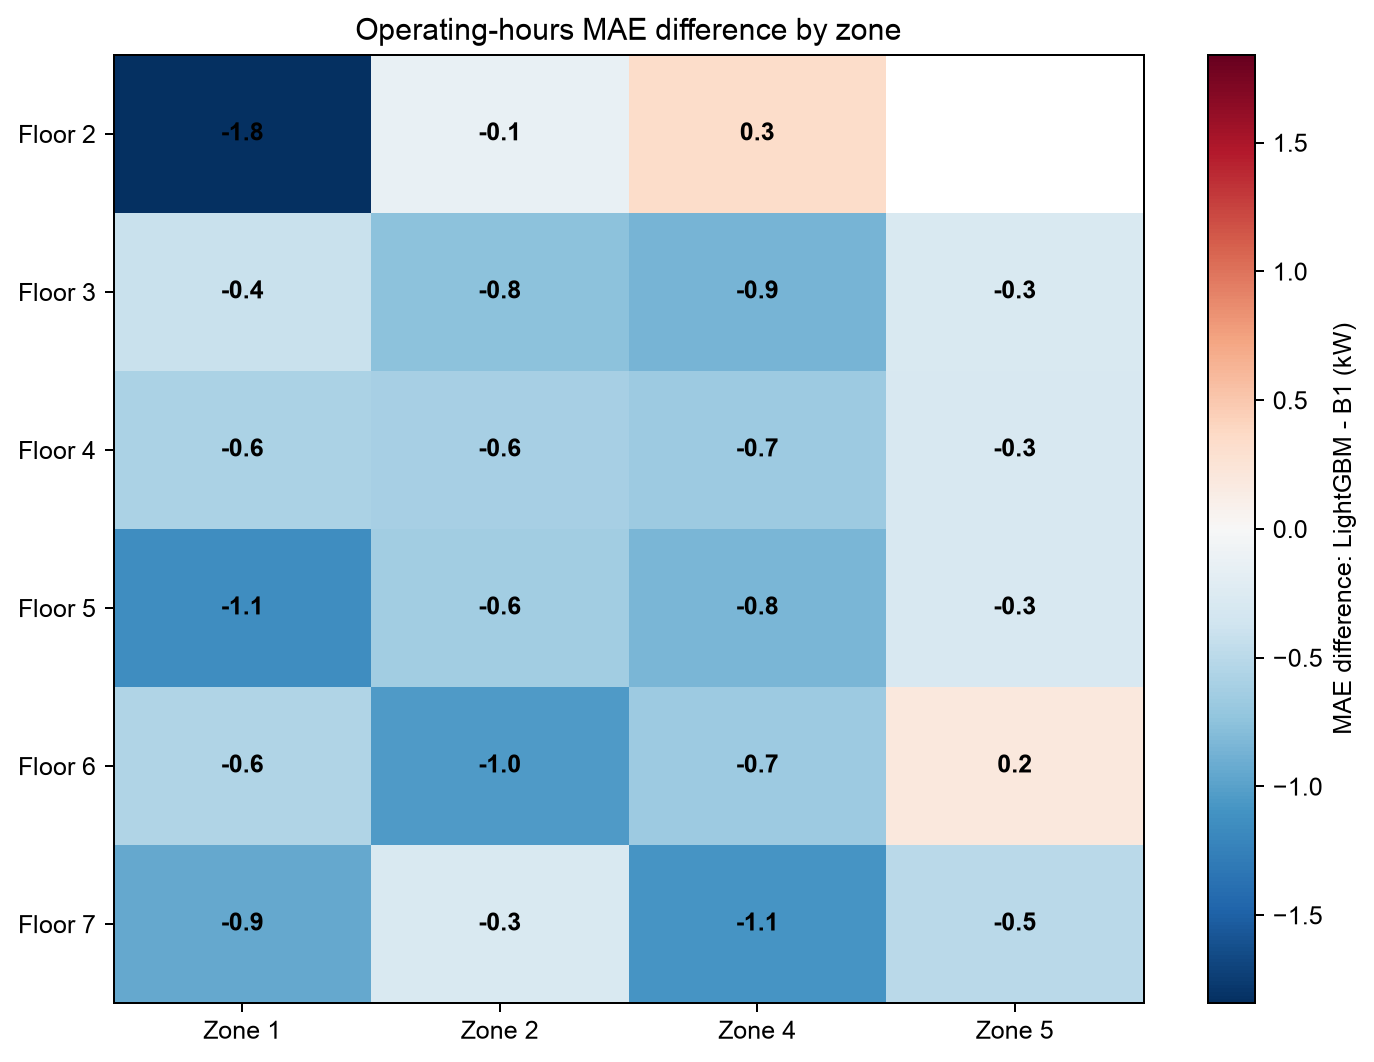 Operating-hours MAE difference by zone
Floor 2 -1.8 -0.1 0.3
Floor 3 -0.4 -0.8 -0.9 -0.3
Floor 4 -0.6 -0.6 -0.7 -0.3
Floor 5 -1.1 -0.6 -0.8 -0.3
Floor 6 -0.6 -1.0 -0.7 0.2
Floor 7 -0.9 -0.3 -1.1 -0.5
Zone 1 Zone 2 Zone 4 Zone 5
1.5
1.0
0.5
0.0
−0.5
−1.0
−1.5
MAE difference: LightGBM - B1 (kW)